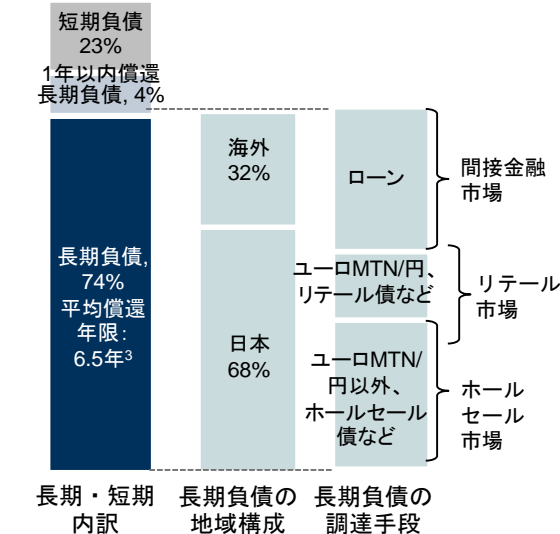 短期負債
23%
1年以内償還
長期負債, 4%
長期負債,
74%
平均償還
年限:
6.5年3
海外
32%
日本
68%
ローン
ユーロMTN/円、
リテール債など
ユーロMTN/
円以外、
ホールセール
債など
間接金融
市場
リテール
市場
ホール
セール
市場
長期・短期
内訳
長期負債の
地域構成
長期負債の
調達手段